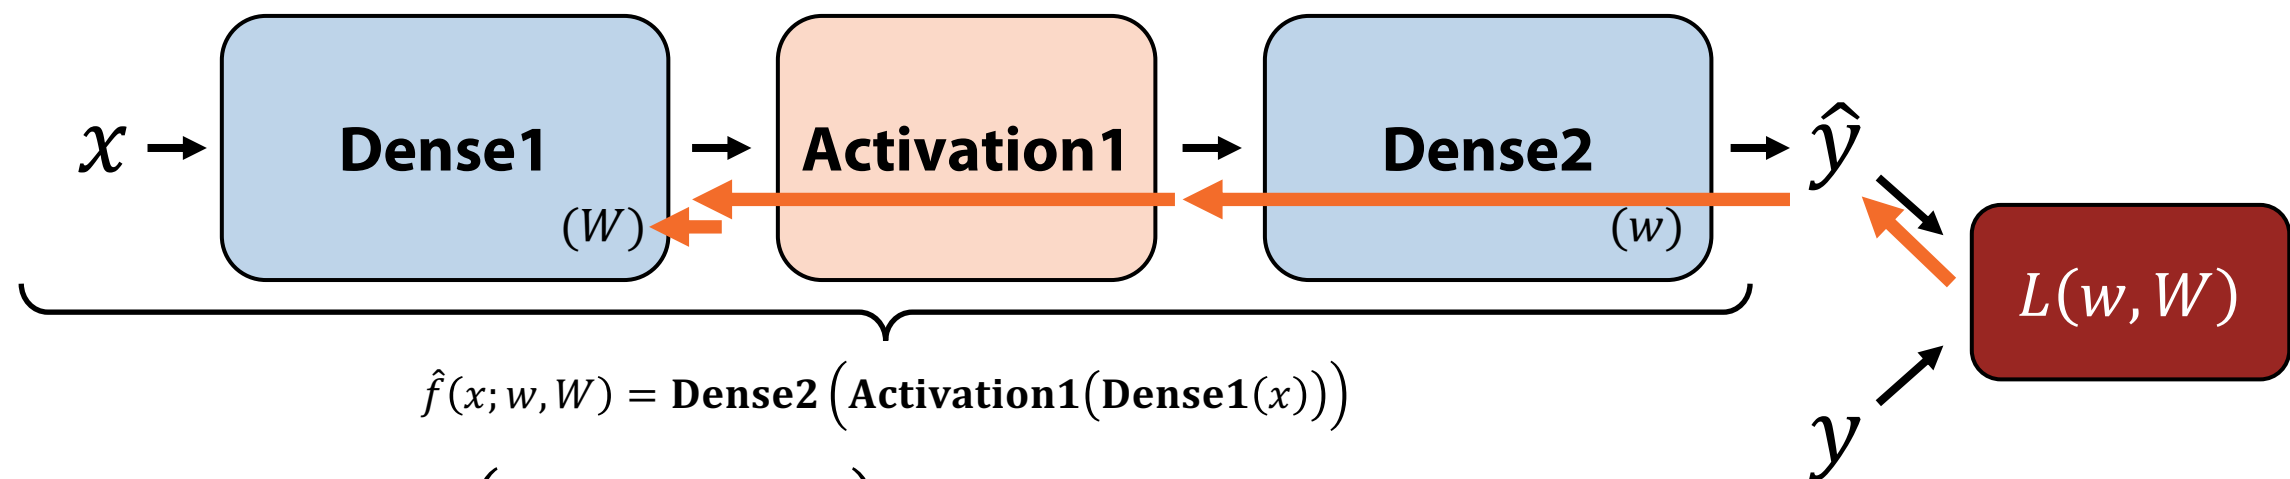 x Dense1 Activation1 Dense2 ŷ
(W) (w)
L(w, W)
f̂(x; w, W) = Dense2 (Activation1(Dense1(x)))
y